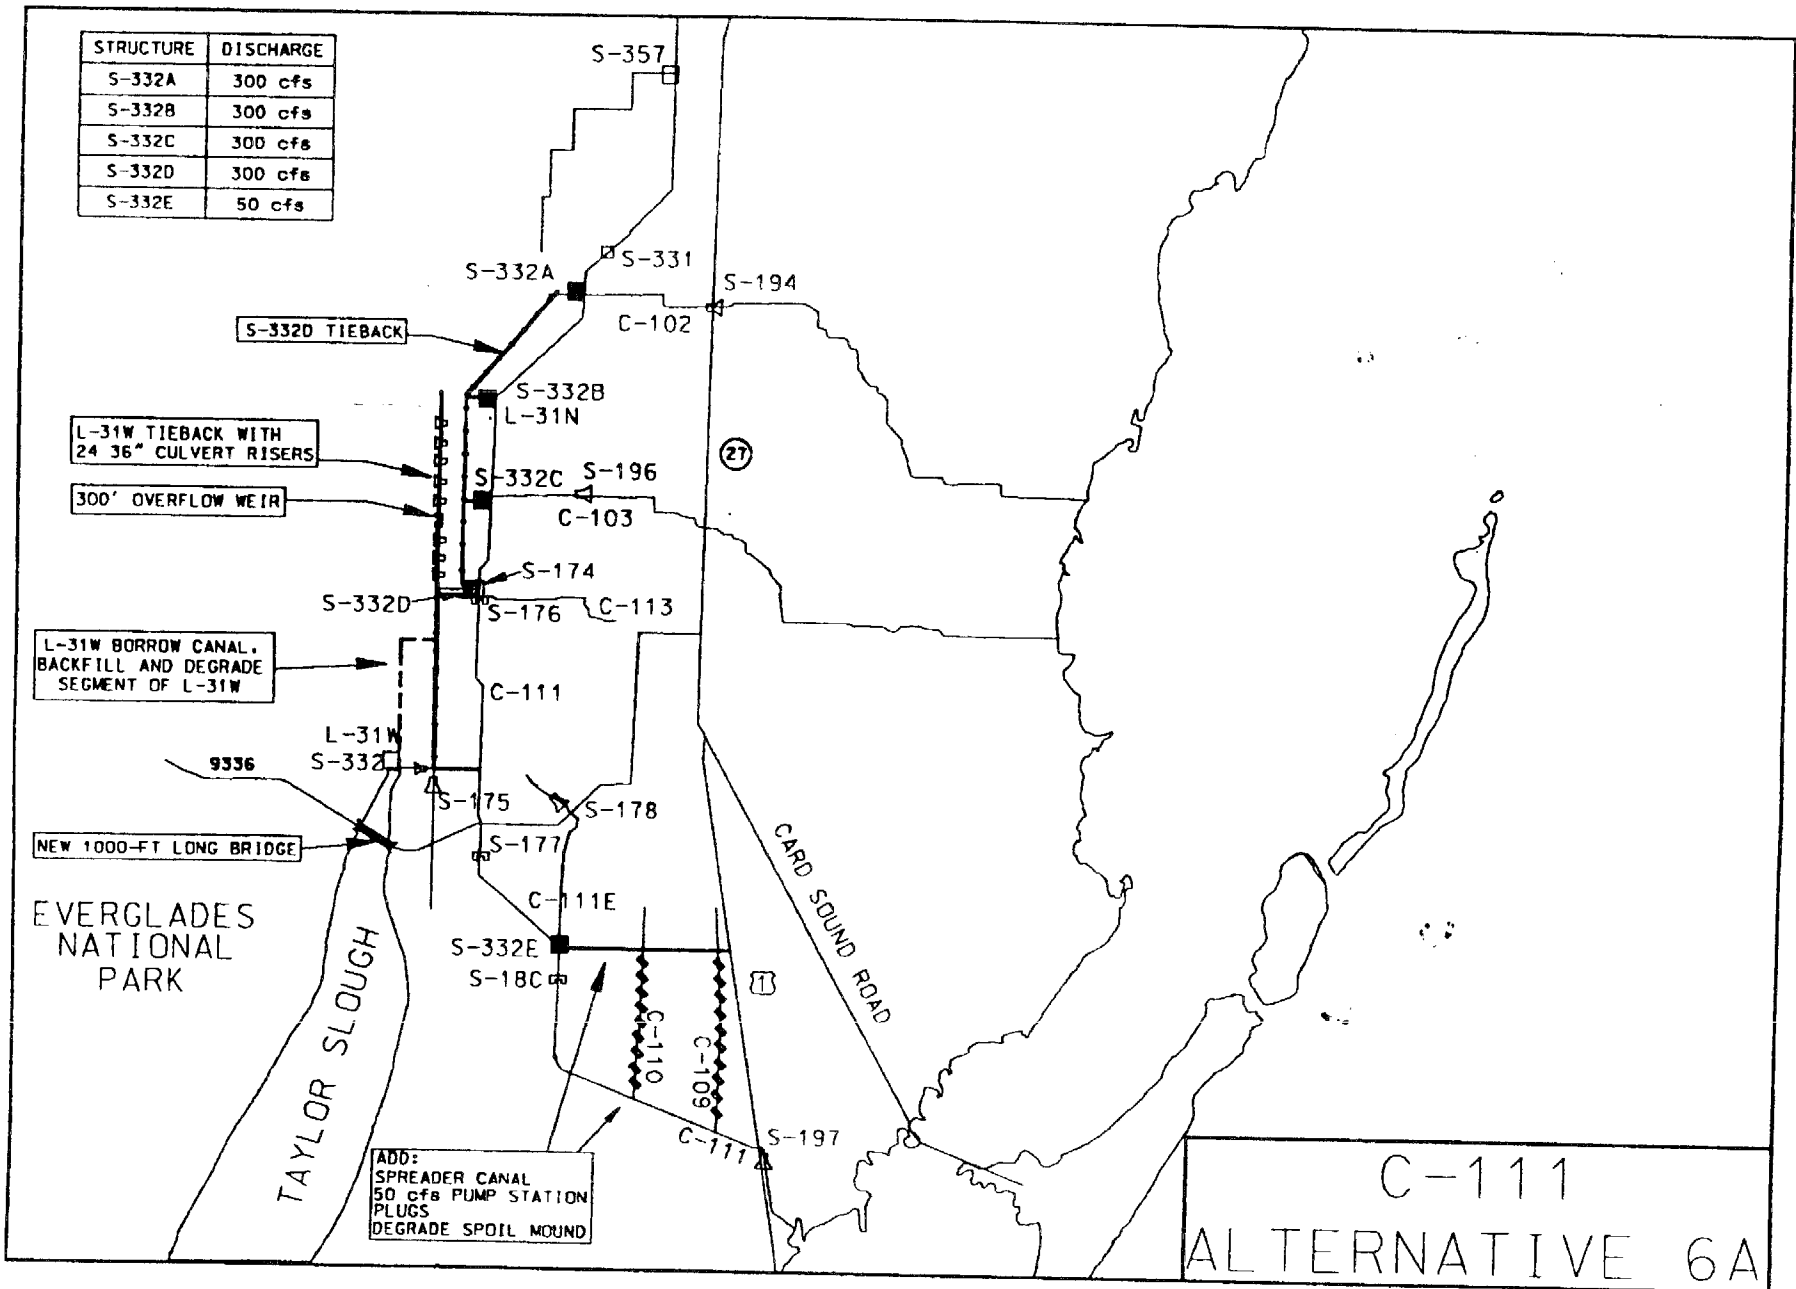 STRUCTURE DISCHARGE
S-332A 300 cfs
S-332B 300 cfs
S-332C 300 cfs
S-332D 300 cfs
S-332E 50 cfs
S-357
S-331
S-332A
S-194
C-102
S-332D TIEBACK
S-332B
L-31N
L-31W TIEBACK WITH
24 36" CULVERT RISERS
27
S-332C
S-196
300' OVERFLOW WEIR
C-103
S-174
S-332D
S-176
C-113
L-31W BORROW CANAL.
BACKFILL AND DEGRADE
SEGMENT OF L-31W
C-111
L-31W
S-332
9336
S-175
S-178
NEW 1000-FT LONG BRIDGE
S-177
CARD SOUND ROAD
C-111E
EVERGLADES
NATIONAL
PARK
S-332E
S-18C
1
TAYLOR SLOUGH
C-110
C-109
C-111
S-197
ADD:
SPREADER CANAL
50 cfs PUMP STATION
PLUGS
DEGRADE SPOIL MOUND
C-111
ALTERNATIVE 6A